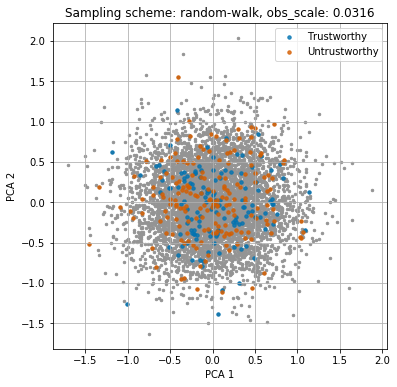 Sampling scheme: random-walk, obs_scale: 0.0316
Trustworthy
Untrustworthy
2.0
1.5
1.0
0.5
0.0
−0.5
−1.0
−1.5
PCA 2
−1.5 −1.0 −0.5 0.0 0.5 1.0 1.5 2.0
PCA 1